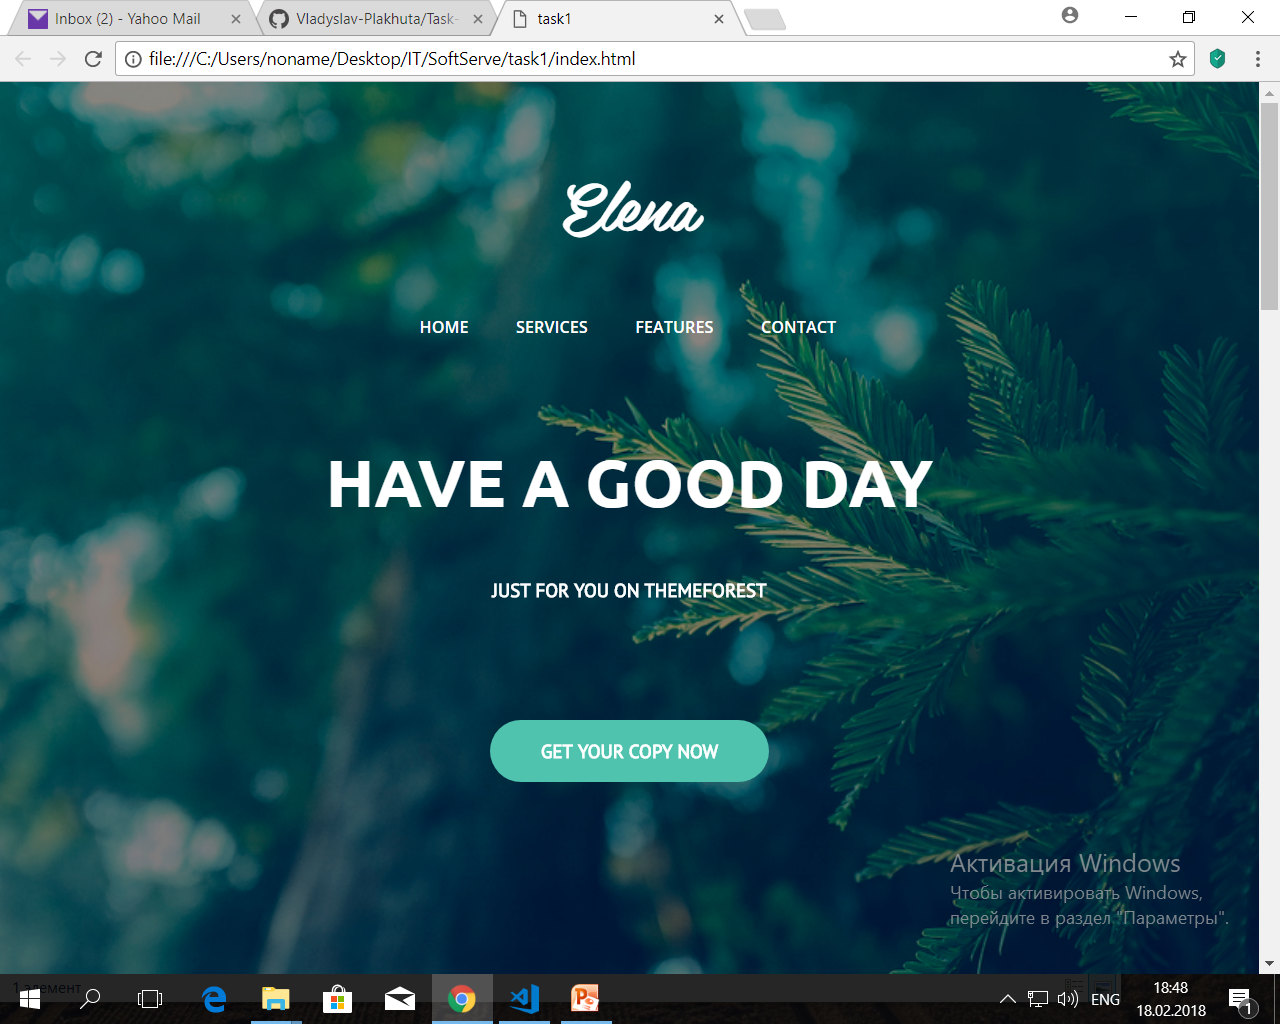 Inbox (2) - Yahoo Mail
Vladyslav-Plakhuta/Task-
task1
file:///C:/Users/noname/Desktop/IT/SoftServe/task1/index.html
Elena
HOME SERVICES FEATURES CONTACT
HAVE A GOOD DAY
JUST FOR YOU ON THEMEFOREST
GET YOUR COPY NOW
Активация Windows
Чтобы активировать Windows,
перейдите в раздел "Параметры".
1 элемент
ENG
18:48
18.02.2018
1